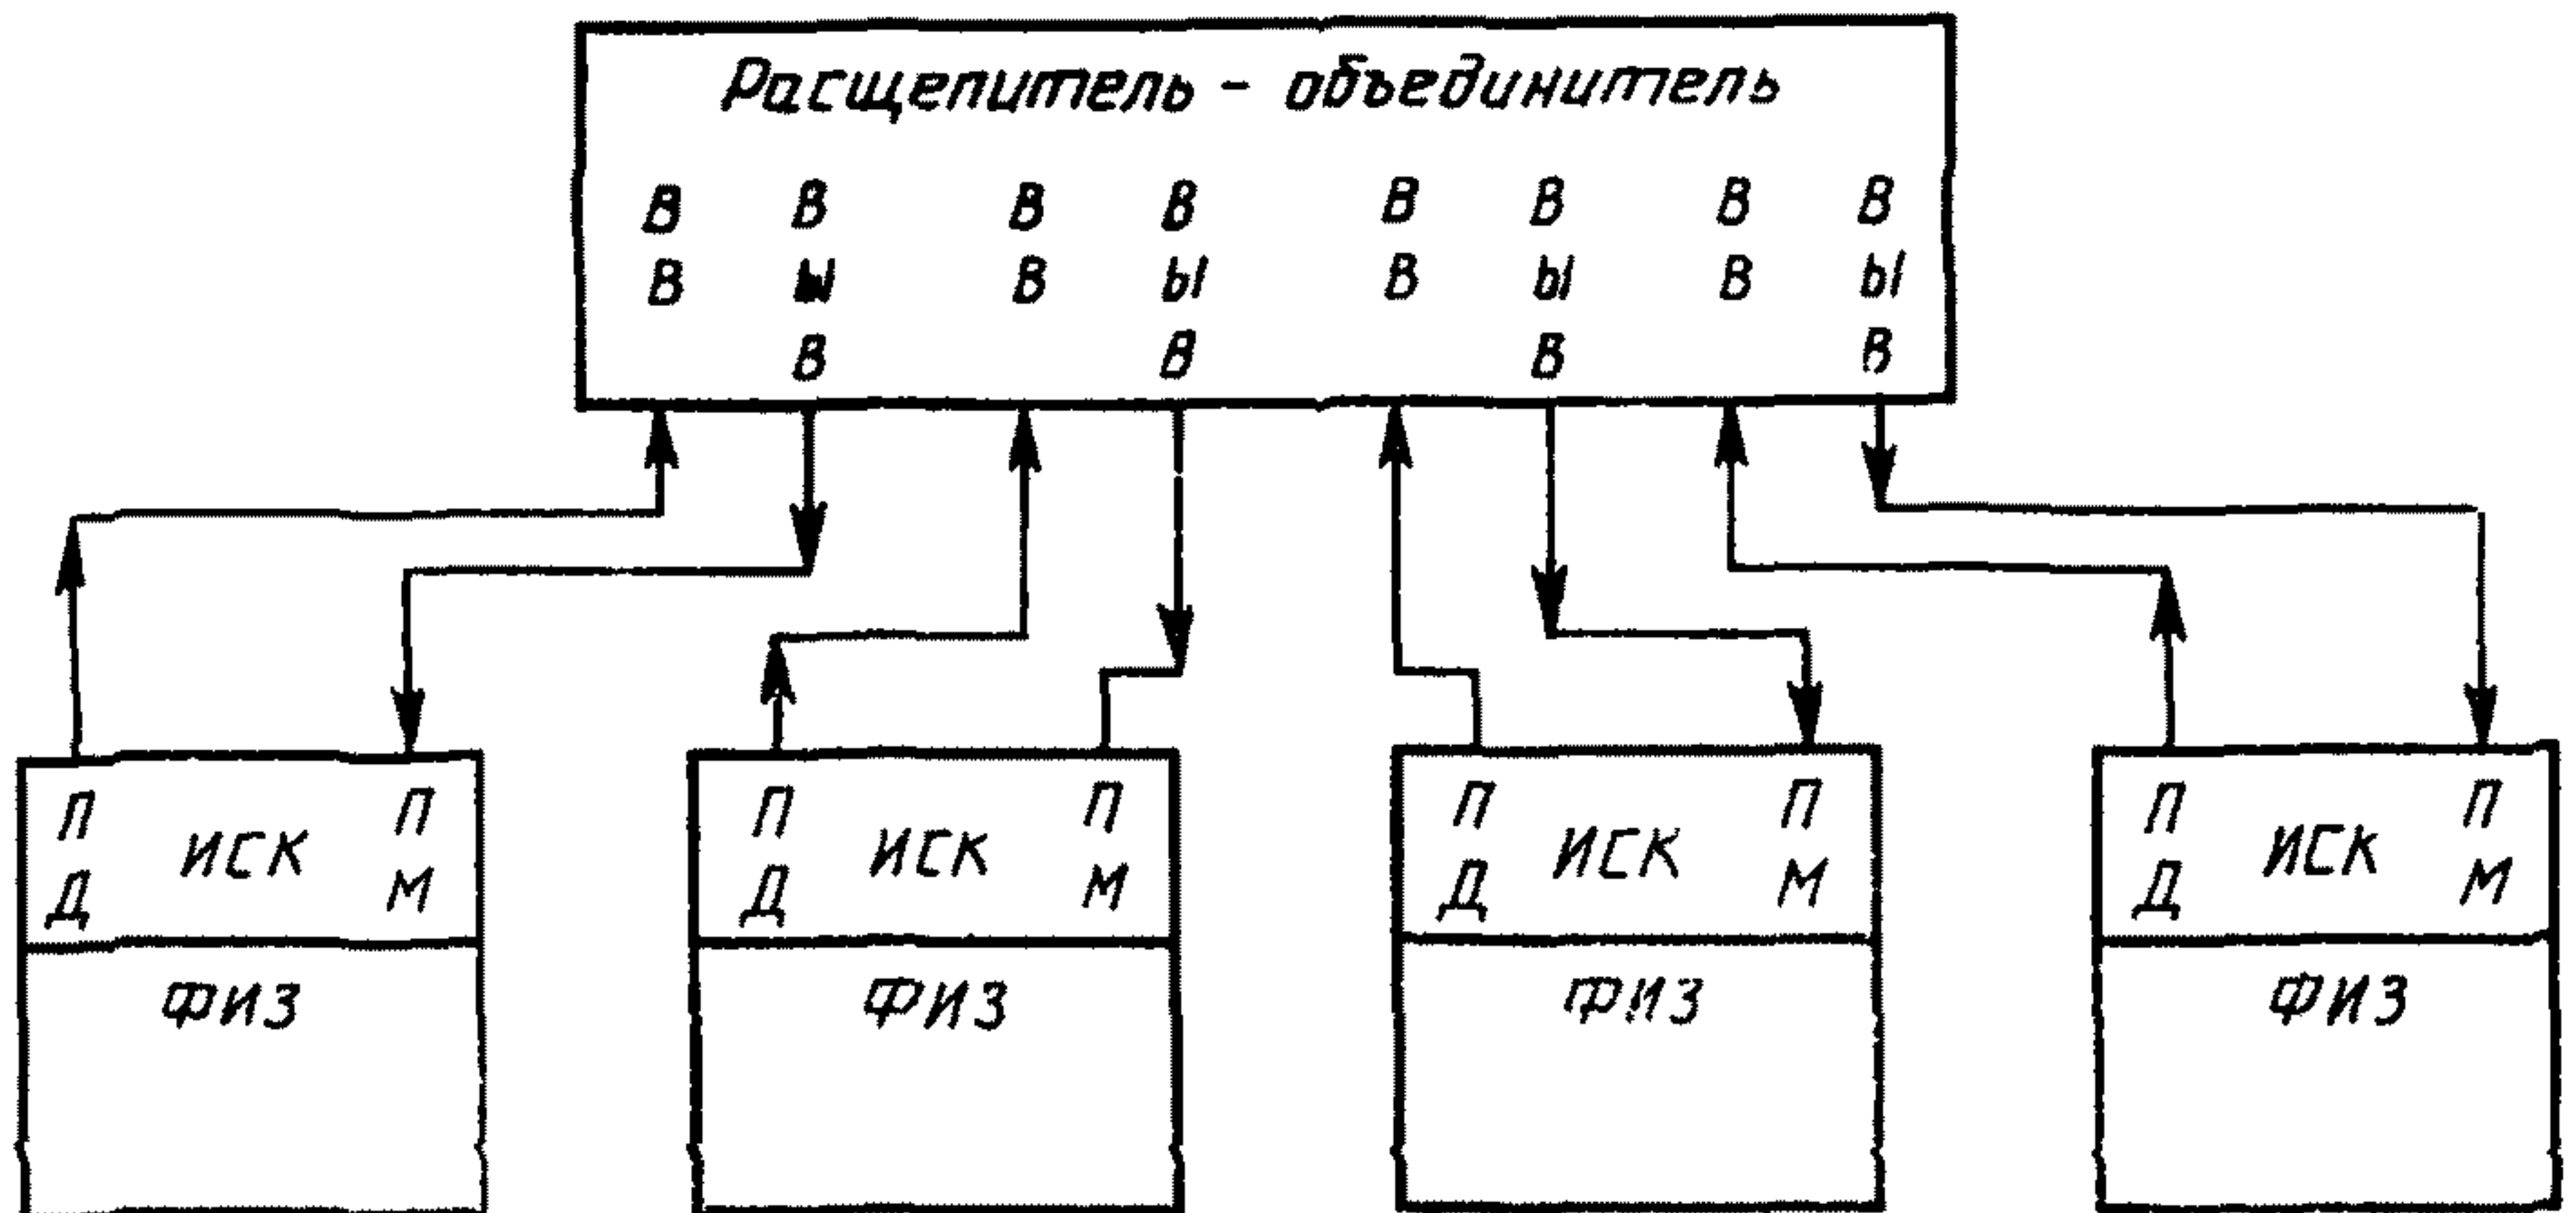 Расщепитель - объединитель
В В В В В В В В
В Ы В Ы В Ы В Ы
В В В В
П ИСК П П ИСК П П ИСК П П ИСК П
Д М Д М Д М Д М
ФИЗ ФИЗ ФИЗ ФИЗ